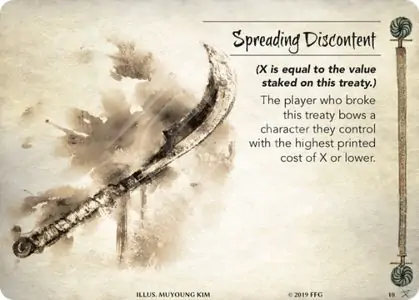 Spreading Discontent
(X is equal to the value
staked on this treaty.)
The player who broke
this treaty bows a
character they control
with the highest printed
cost of X or lower.
ILLUS. MUYOUNG KIM
© 2019 FFG